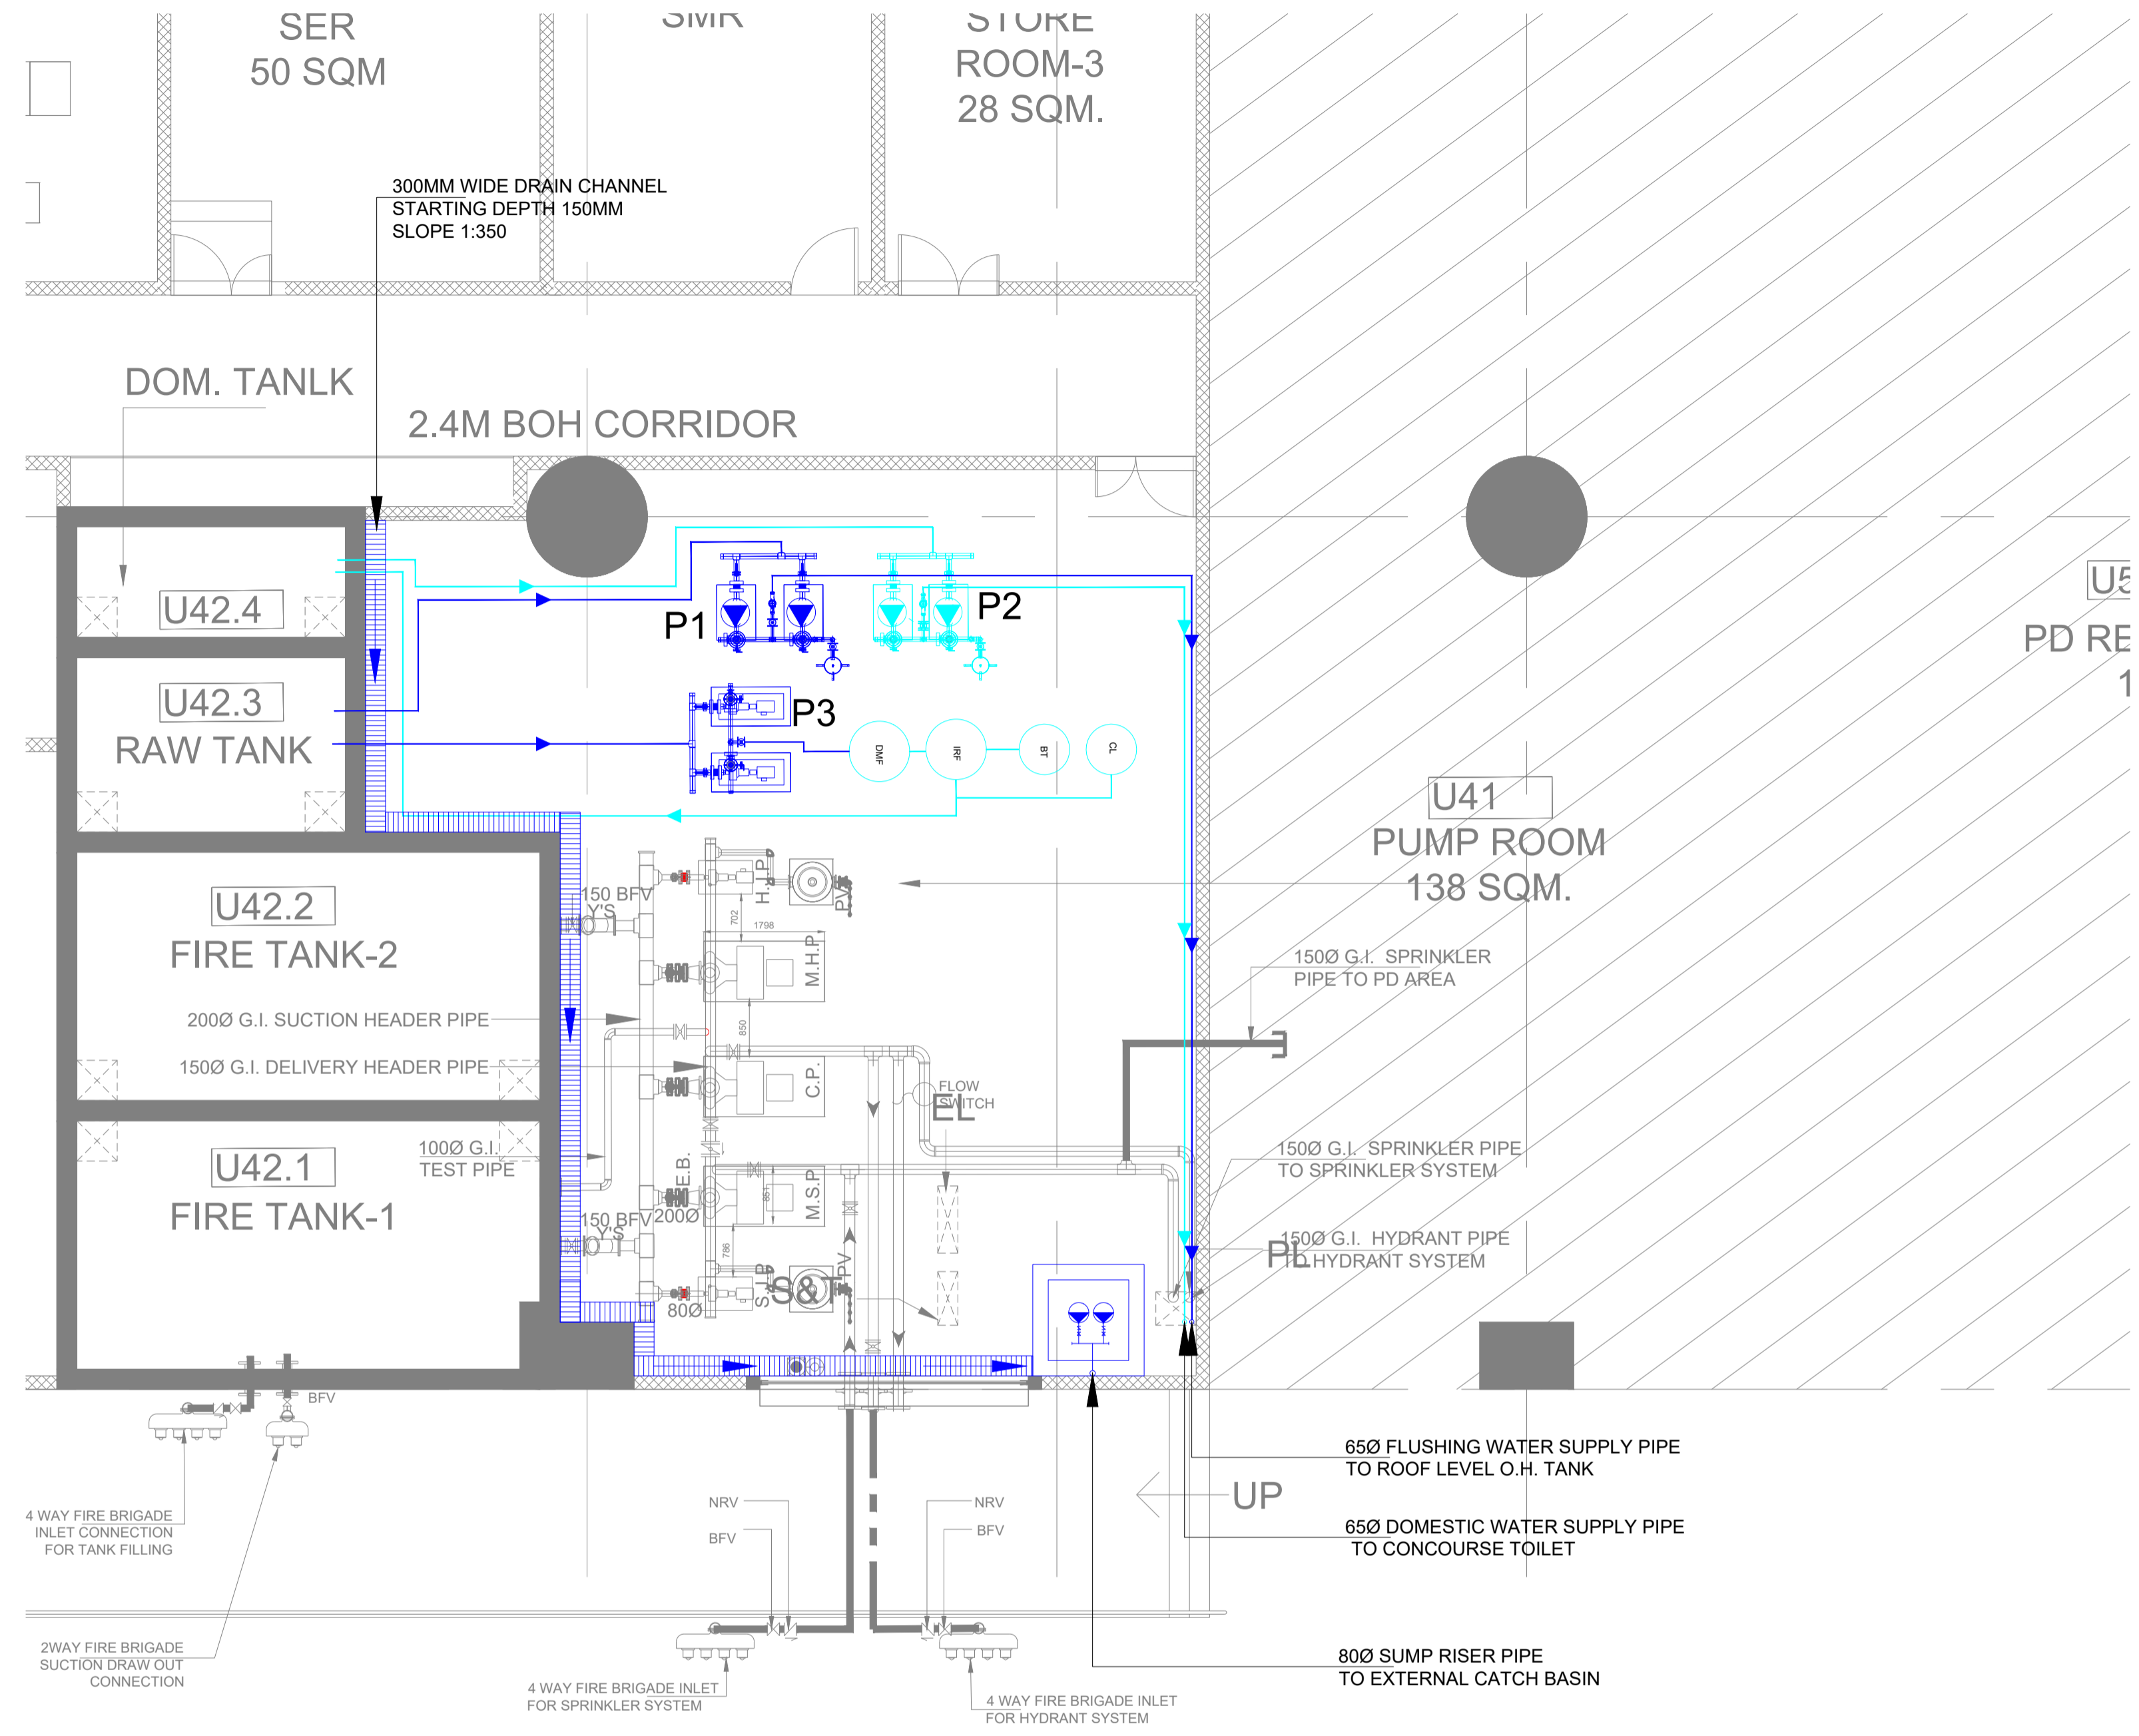 SER
50 SQM
SMR
STORE
ROOM-3
28 SQM.
300MM WIDE DRAIN CHANNEL
STARTING DEPTH 150MM
SLOPE 1:350
DOM. TANLK
2.4M BOH CORRIDOR
U42.4
P1
P2
U42.3
RAW TANK
P3
DMF
IRF
BT
CL
PD RE
U41
PUMP ROOM
138 SQM.
U42.2
FIRE TANK-2
150 BFV
Y'S
H.J.P
PV
702
1798
M.H.P
150Ø G.I. SPRINKLER
PIPE TO PD AREA
200Ø G.I. SUCTION HEADER PIPE
850
150Ø G.I. DELIVERY HEADER PIPE
C.P.
FLOW
SWITCH
EL
U42.1
FIRE TANK-1
100Ø G.I.
TEST PIPE
E.B.
200Ø
851
M.S.P
150Ø G.I. SPRINKLER PIPE
TO SPRINKLER SYSTEM
150 BFV
Y'S
786
PV
S&T
S.J.P
80Ø
PL
150Ø G.I. HYDRANT PIPE
TO HYDRANT SYSTEM
BFV
65Ø FLUSHING WATER SUPPLY PIPE
TO ROOF LEVEL O.H. TANK
UP
65Ø DOMESTIC WATER SUPPLY PIPE
TO CONCOURSE TOILET
4 WAY FIRE BRIGADE
INLET CONNECTION
FOR TANK FILLING
NRV
BFV
NRV
BFV
2WAY FIRE BRIGADE
SUCTION DRAW OUT
CONNECTION
4 WAY FIRE BRIGADE INLET
FOR SPRINKLER SYSTEM
4 WAY FIRE BRIGADE INLET
FOR HYDRANT SYSTEM
80Ø SUMP RISER PIPE
TO EXTERNAL CATCH BASIN